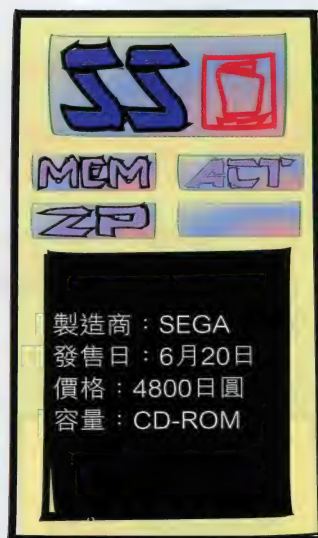 SS
MEM ACT
2P
製造商：SEGA
發售日：6月20日
價格：4800日圓
容量：CD-ROM